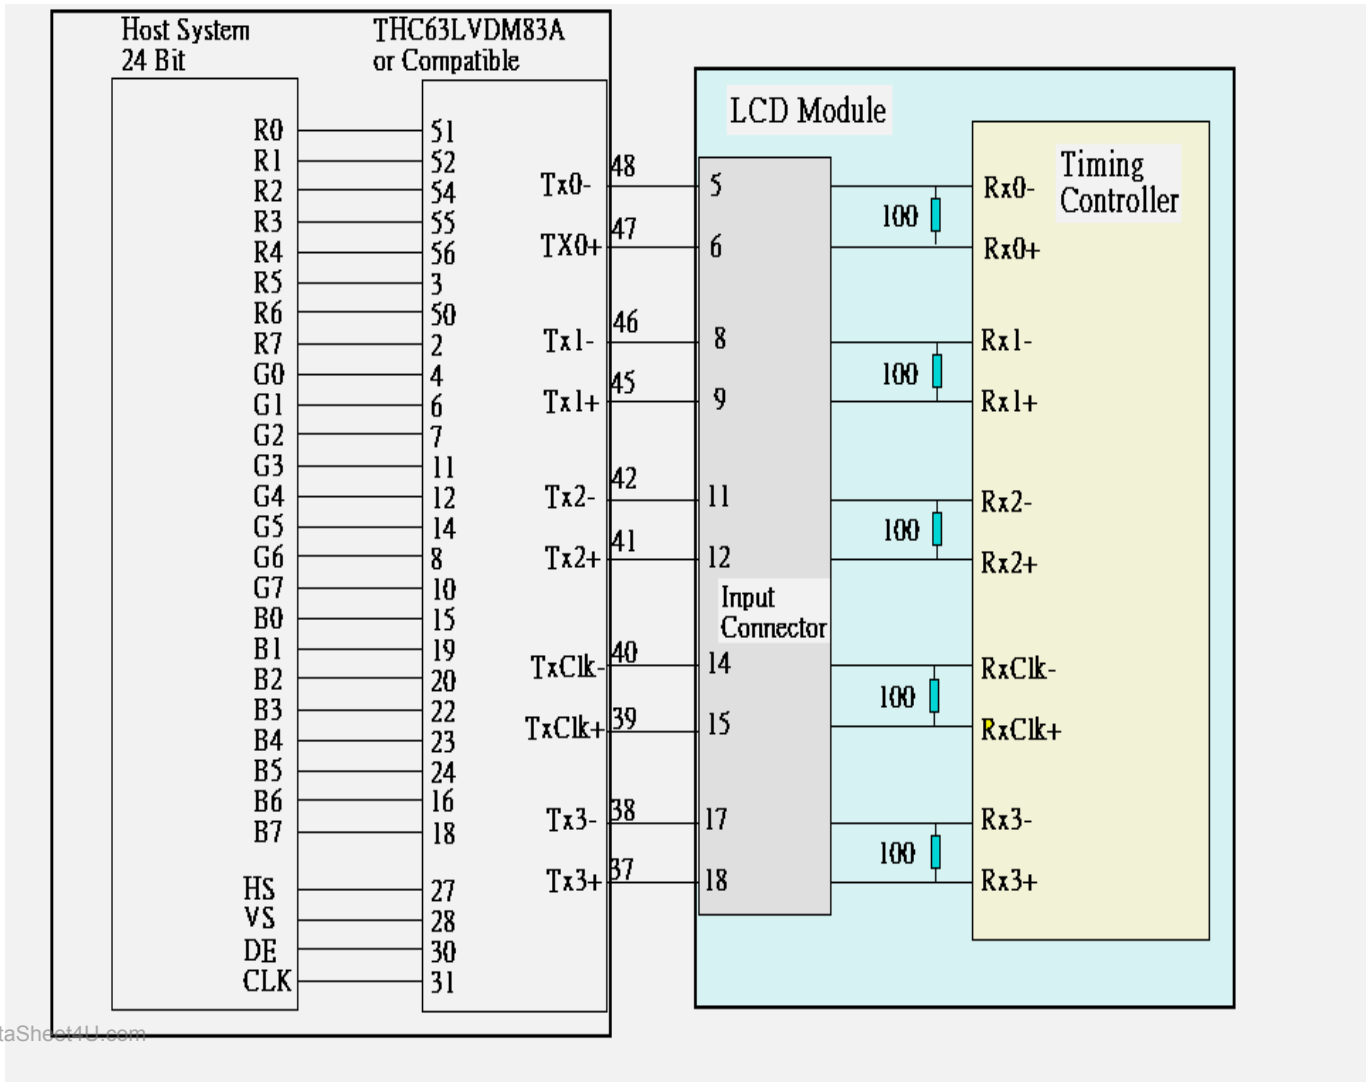 Host System
24 Bit
THC63LVDM83A
or Compatible
R0 51
R1 52
R2 54
R3 55
R4 56
R5 3
R6 50
R7 2
G0 4
G1 6
G2 7
G3 11
G4 12
G5 14
G6 8
G7 10
B0 15
B1 19
B2 20
B3 22
B4 23
B5 24
B6 16
B7 18
HS 27
VS 28
DE 30
CLK 31
Tx0- 48
TX0+ 47
Tx1- 46
Tx1+ 45
Tx2- 42
Tx2+ 41
TxClk- 40
TxClk+ 39
Tx3- 38
Tx3+ 37
LCD Module
5
6
8
9
11
12
Input
Connector
14
15
17
18
100
100
100
100
100
Timing
Controller
Rx0-
Rx0+
Rx1-
Rx1+
Rx2-
Rx2+
RxClk-
RxClk+
Rx3-
Rx3+
taSheet4U.com